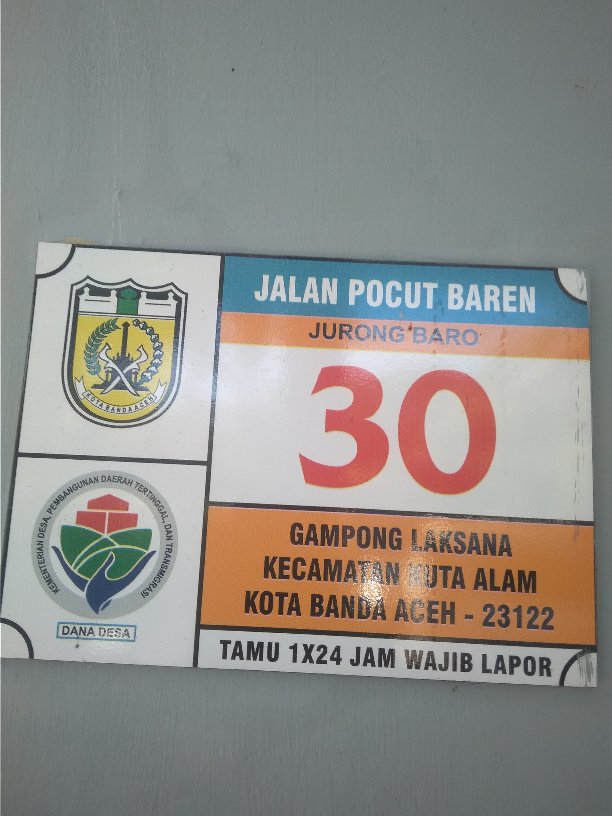 JALAN POCUT BAREN
JURONG BARO
30
KOTA BANDA ACEH
KEMENTERIAN DESA, PEMBANGUNAN DAERAH TERTINGGAL, DAN TRANSMIGRASI
DANA DESA
GAMPONG LAKSANA
KECAMATAN KUTA ALAM
KOTA BANDA ACEH - 23122
TAMU 1X24 JAM WAJIB LAPOR